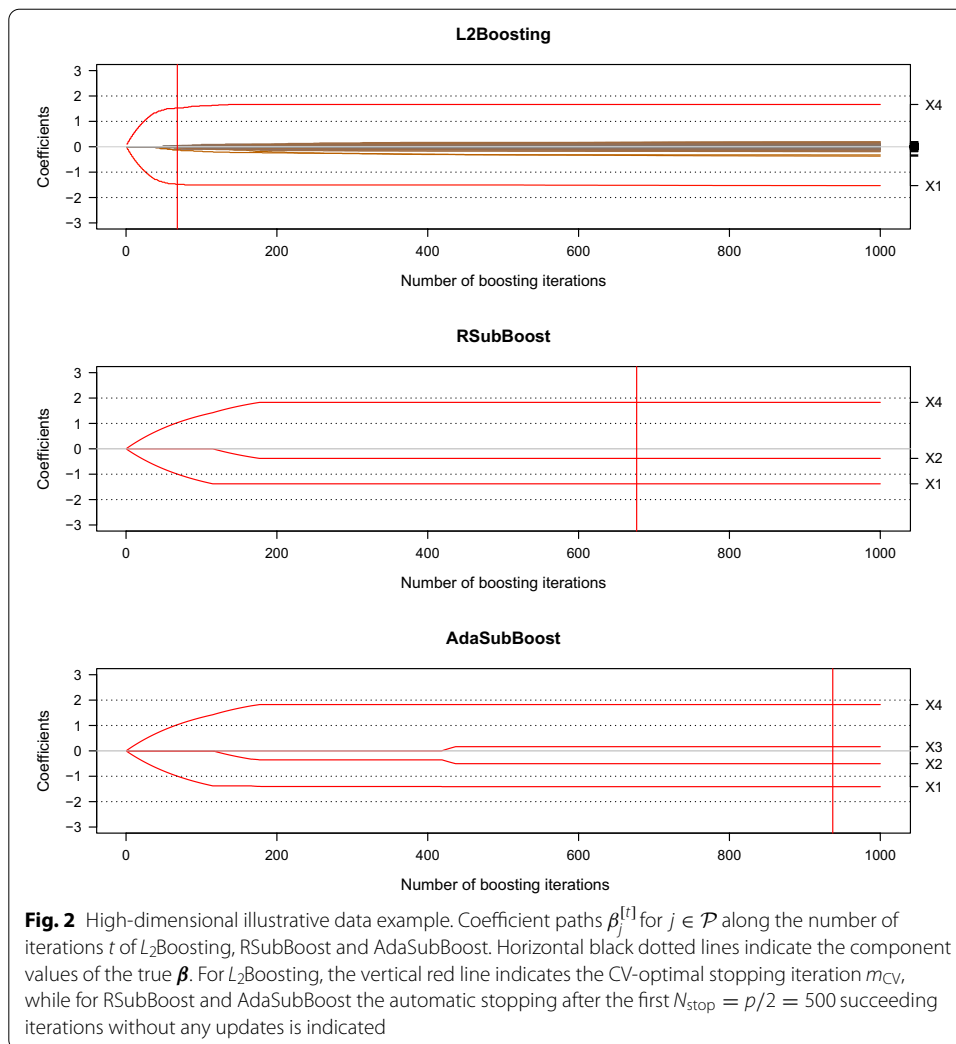 L2Boosting
3
2
1
0
−1
−2
−3
Coefficients
X4
X1
0 200 400 600 800 1000
Number of boosting iterations
RSubBoost
3
2
1
0
−1
−2
−3
Coefficients
X4
X2
X1
0 200 400 600 800 1000
Number of boosting iterations
AdaSubBoost
3
2
1
0
−1
−2
−3
Coefficients
X4
X3
X2
X1
0 200 400 600 800 1000
Number of boosting iterations
Fig. 2 High-dimensional illustrative data example. Coefficient paths β_j^{[t]} for j ∈ 𝒫 along the number of
iterations t of L₂Boosting, RSubBoost and AdaSubBoost. Horizontal black dotted lines indicate the component
values of the true β. For L₂Boosting, the vertical red line indicates the CV-optimal stopping iteration m_CV,
while for RSubBoost and AdaSubBoost the automatic stopping after the first N_stop = p/2 = 500 succeeding
iterations without any updates is indicated